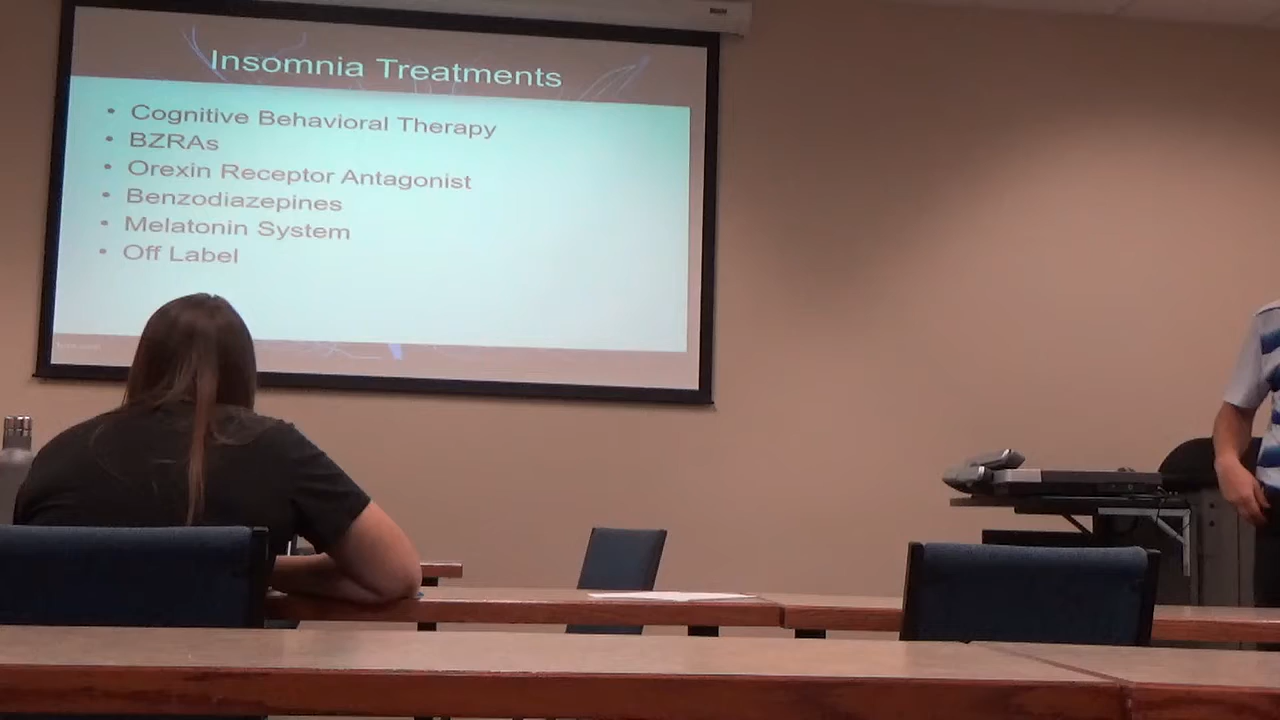 Insomnia Treatments
• Cognitive Behavioral Therapy
• BZRAs
• Orexin Receptor Antagonist
• Benzodiazepines
• Melatonin System
• Off Label